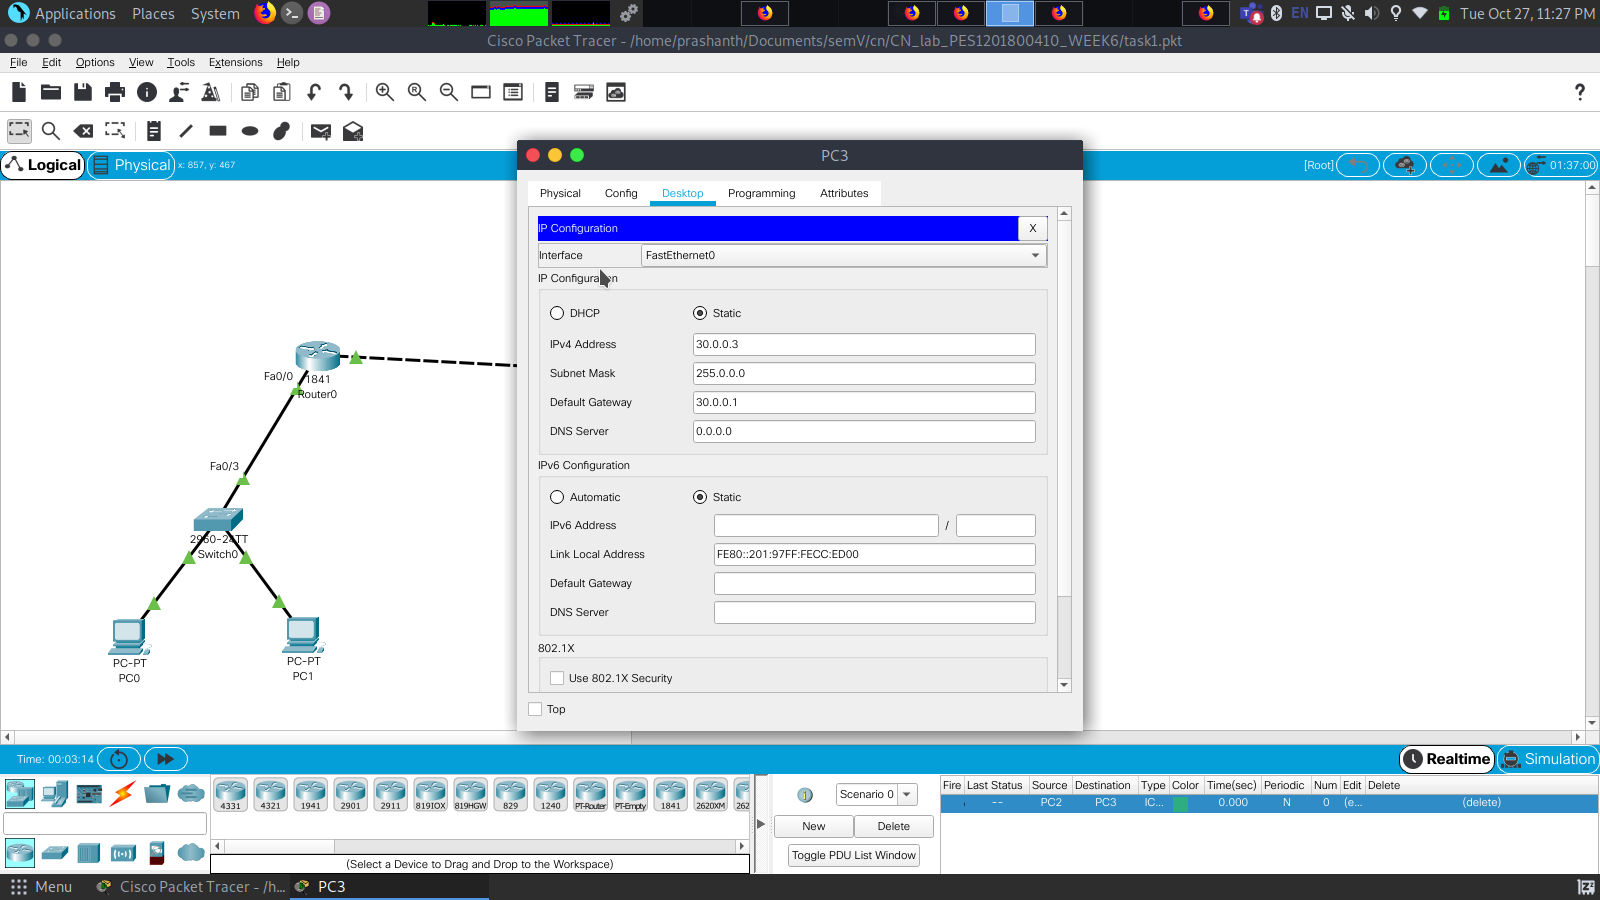 Applications Places System EN Tue Oct 27, 11:27 PM
Cisco Packet Tracer - /home/prashanth/Documents/semV/cn/CN_lab_PES1201800410_WEEK6/task1.pkt
File Edit Options View Tools Extensions Help
?
Logical Physical x: 857, y: 467 [Root] 01:37:00
PC3
Physical Config Desktop Programming Attributes
IP Configuration X
Interface FastEthernet0
IP Configuration
DHCP Static
IPv4 Address 30.0.0.3
Subnet Mask 255.0.0.0
Default Gateway 30.0.0.1
DNS Server 0.0.0.0
IPv6 Configuration
Automatic Static
IPv6 Address /
Link Local Address FE80::201:97FF:FECC:ED00
Default Gateway
DNS Server
802.1X
Use 802.1X Security
Top
Fa0/0
1841
Router0
Fa0/3
2960-24TT
Switch0
PC-PT
PC0
PC-PT
PC1
Time: 00:03:14 Realtime Simulation
4331 4321 1941 2901 2911 819IOX 819HGW 829 1240 PT-Router PT-Empty 1841 2620XM 262
(Select a Device to Drag and Drop to the Workspace)
Scenario 0
New Delete
Toggle PDU List Window
Fire Last Status Source Destination Type Color Time(sec) Periodic Num Edit Delete
-- PC2 PC3 IC... 0.000 N 0 (e... (delete)
Menu Cisco Packet Tracer - /h... PC3